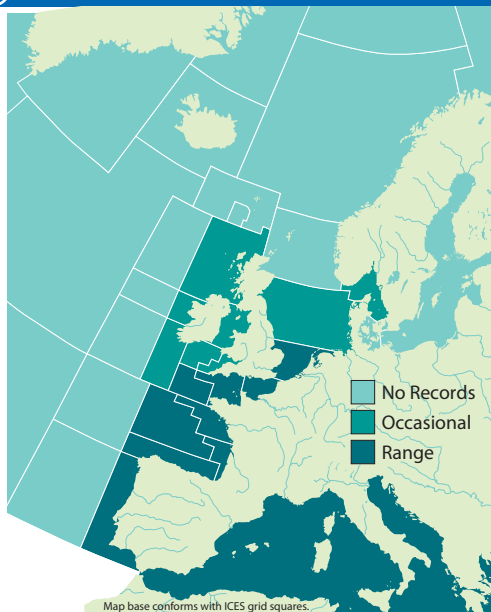 No Records
Occasional
Range
Map base conforms with ICES grid squares.